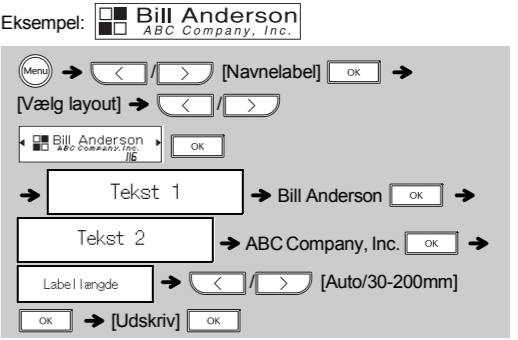 Eksempel: Bill Anderson
ABC Company, Inc.
Menu / [Navnelabel] OK
[Vælg layout] /
Bill Anderson
ABC Company, Inc.
116 OK
Tekst 1 Bill Anderson OK
Tekst 2 ABC Company, Inc. OK
Label længde / [Auto/30-200mm]
OK [Udskriv] OK